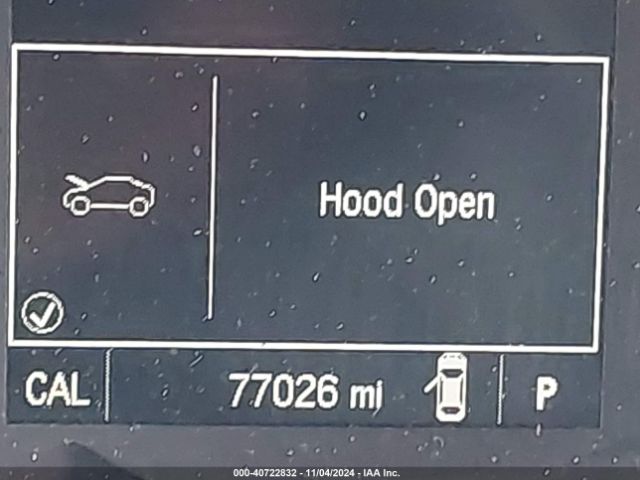 Hood Open
CAL 77026 mi P
000-40722832 - 11/04/2024 - IAA Inc.